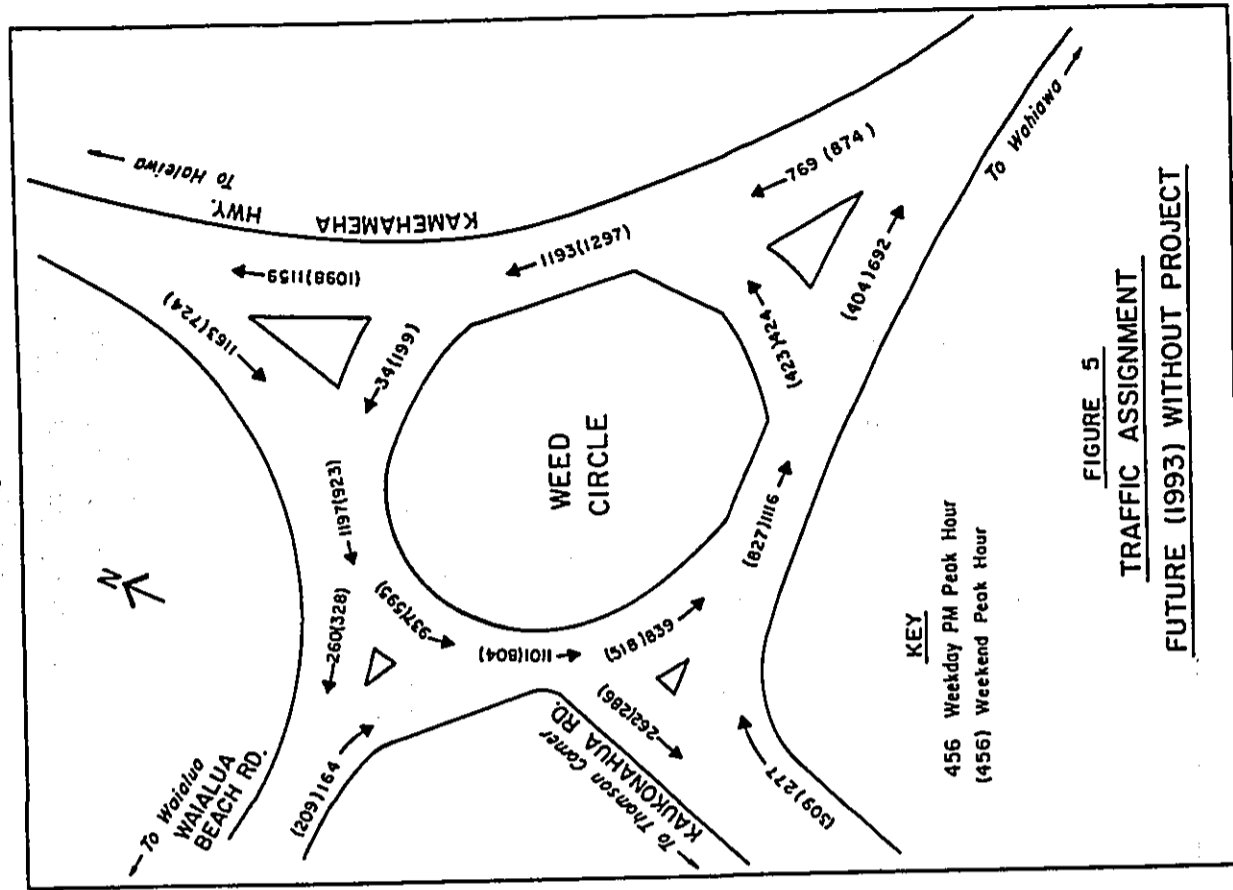 To Haleiwa
HWY.
KAMEHAMEHA
769 (874)
To Wahiawa
(1098)1159
1193(1297)
1163(724)
34(199)
(423)424
(404)692
N
WEED
CIRCLE
1197(923)
(827)1116
260(328)
937(595)
1101(804)
(518)839
262(286)
To Waialua
WAIALUA
BEACH RD.
(209)164
To Thomson Corner
KAUKONAHUA RD.
(309)277
KEY
456 Weekday PM Peak Hour
(456) Weekend Peak Hour
FIGURE 5
TRAFFIC ASSIGNMENT
FUTURE (1993) WITHOUT PROJECT